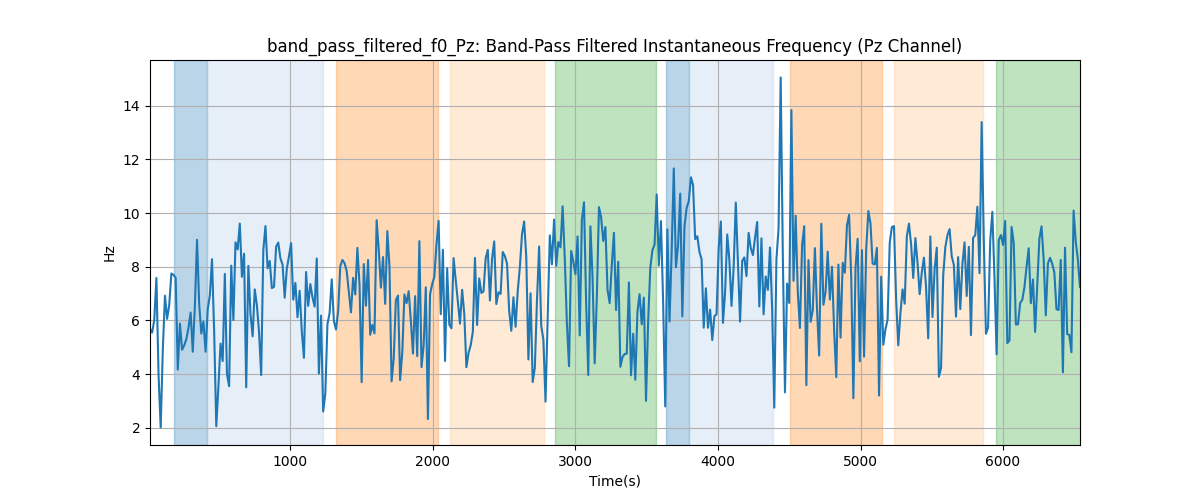 band_pass_filtered_f0_Pz: Band-Pass Filtered Instantaneous Frequency (Pz Channel)
14
12
10
8
6
4
2
Hz
1000 2000 3000 4000 5000 6000
Time(s)